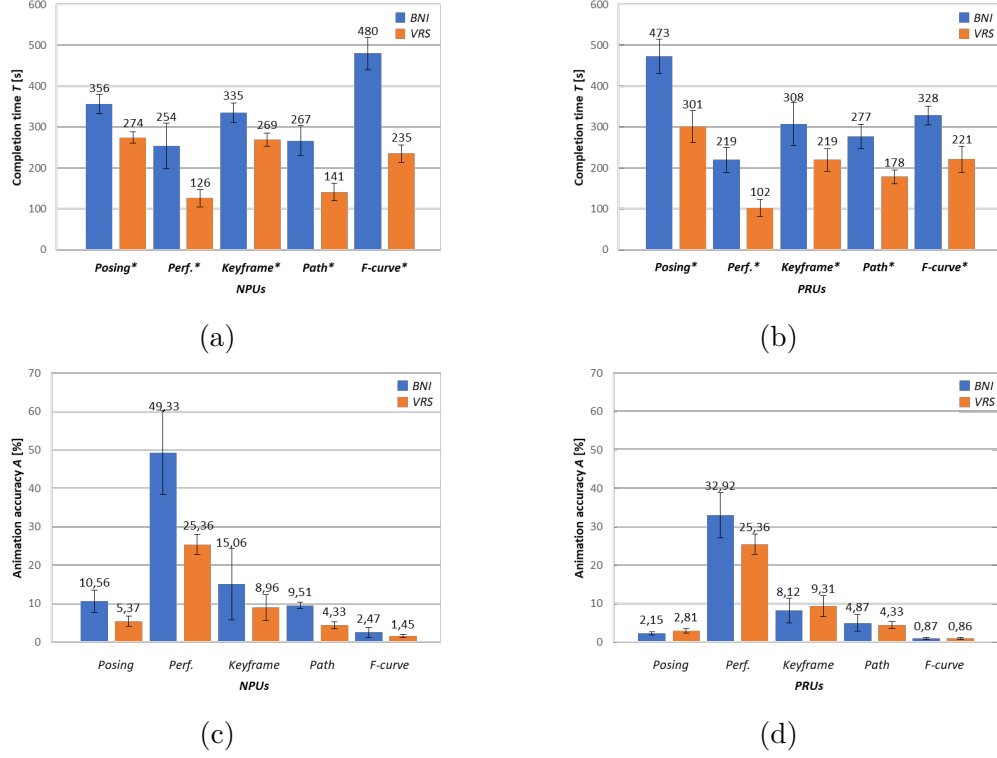 600
500
400
300
200
100
0
Completion time T [s]
BNI
VRS
356
274
254
126
335
269
267
141
480
235
Posing* Perf.* Keyframe* Path* F-curve*
NPUs
(a)
600
500
400
300
200
100
0
Completion time T [s]
BNI
VRS
473
301
219
102
308
219
277
178
328
221
Posing* Perf.* Keyframe* Path* F-curve*
PRUs
(b)
70
60
50
40
30
20
10
0
Animation accuracy A [%]
BNI
VRS
10,56
5,37
49,33
25,36
15,06
8,96
9,51
4,33
2,47
1,45
Posing Perf. Keyframe Path F-curve
NPUs
(c)
70
60
50
40
30
20
10
0
Animation accuracy A [%]
BNI
VRS
2,15
2,81
32,92
25,36
8,12
9,31
4,87
4,33
0,87
0,86
Posing Perf. Keyframe Path F-curve
PRUs
(d)